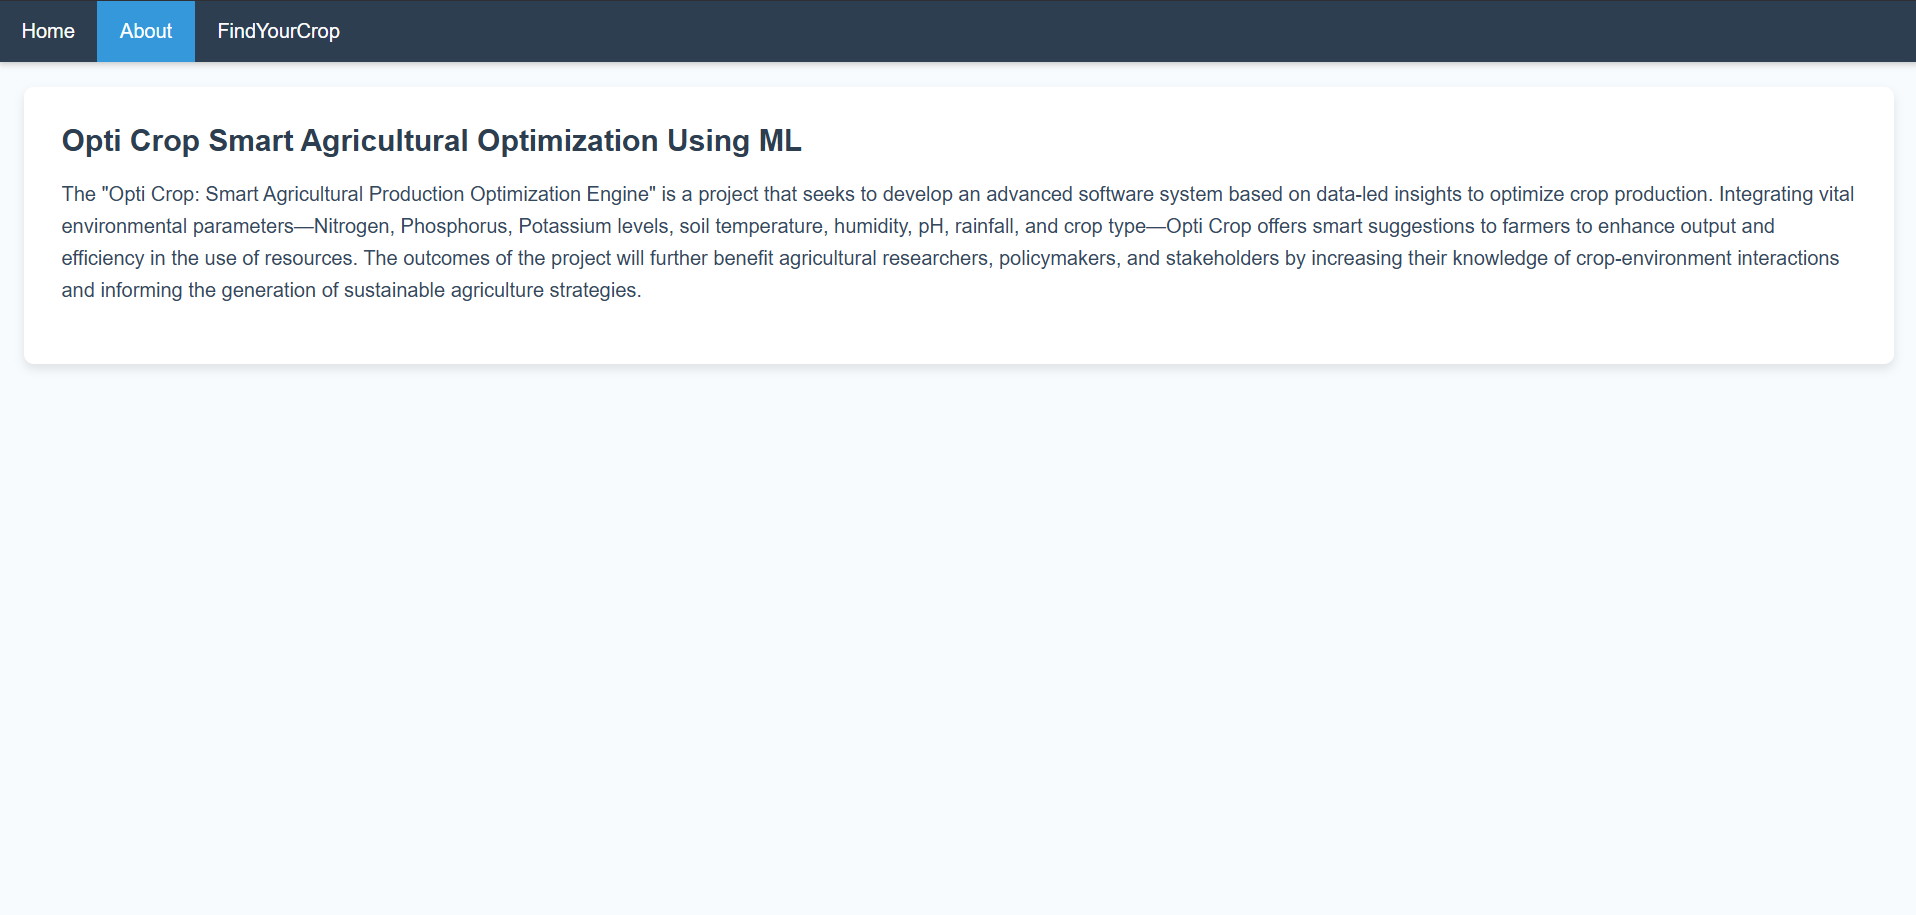 Home About FindYourCrop
Opti Crop Smart Agricultural Optimization Using ML
The "Opti Crop: Smart Agricultural Production Optimization Engine" is a project that seeks to develop an advanced software system based on data-led insights to optimize crop production. Integrating vital
environmental parameters—Nitrogen, Phosphorus, Potassium levels, soil temperature, humidity, pH, rainfall, and crop type—Opti Crop offers smart suggestions to farmers to enhance output and
efficiency in the use of resources. The outcomes of the project will further benefit agricultural researchers, policymakers, and stakeholders by increasing their knowledge of crop-environment interactions
and informing the generation of sustainable agriculture strategies.